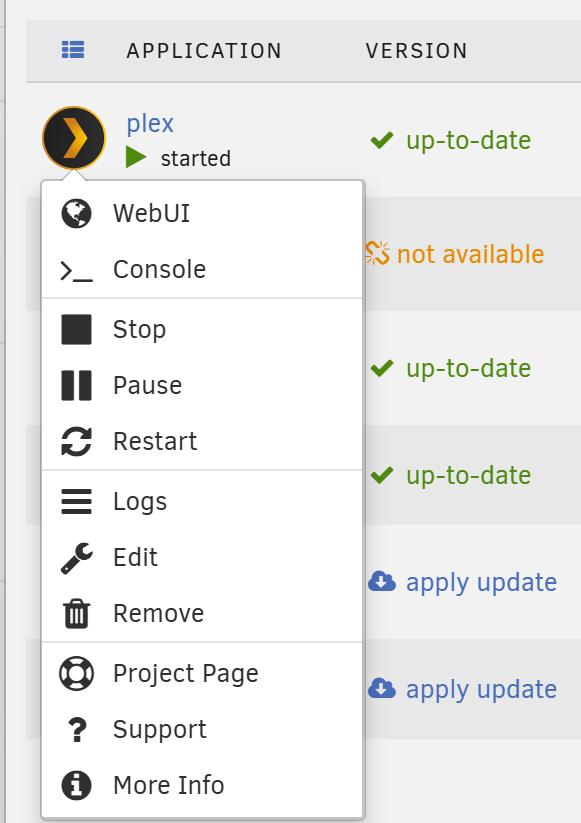 APPLICATION VERSION
plex
started
up-to-date
WebUI
Console
not available
Stop
Pause
up-to-date
Restart
up-to-date
Logs
Edit
apply update
Remove
Project Page
apply update
Support
More Info